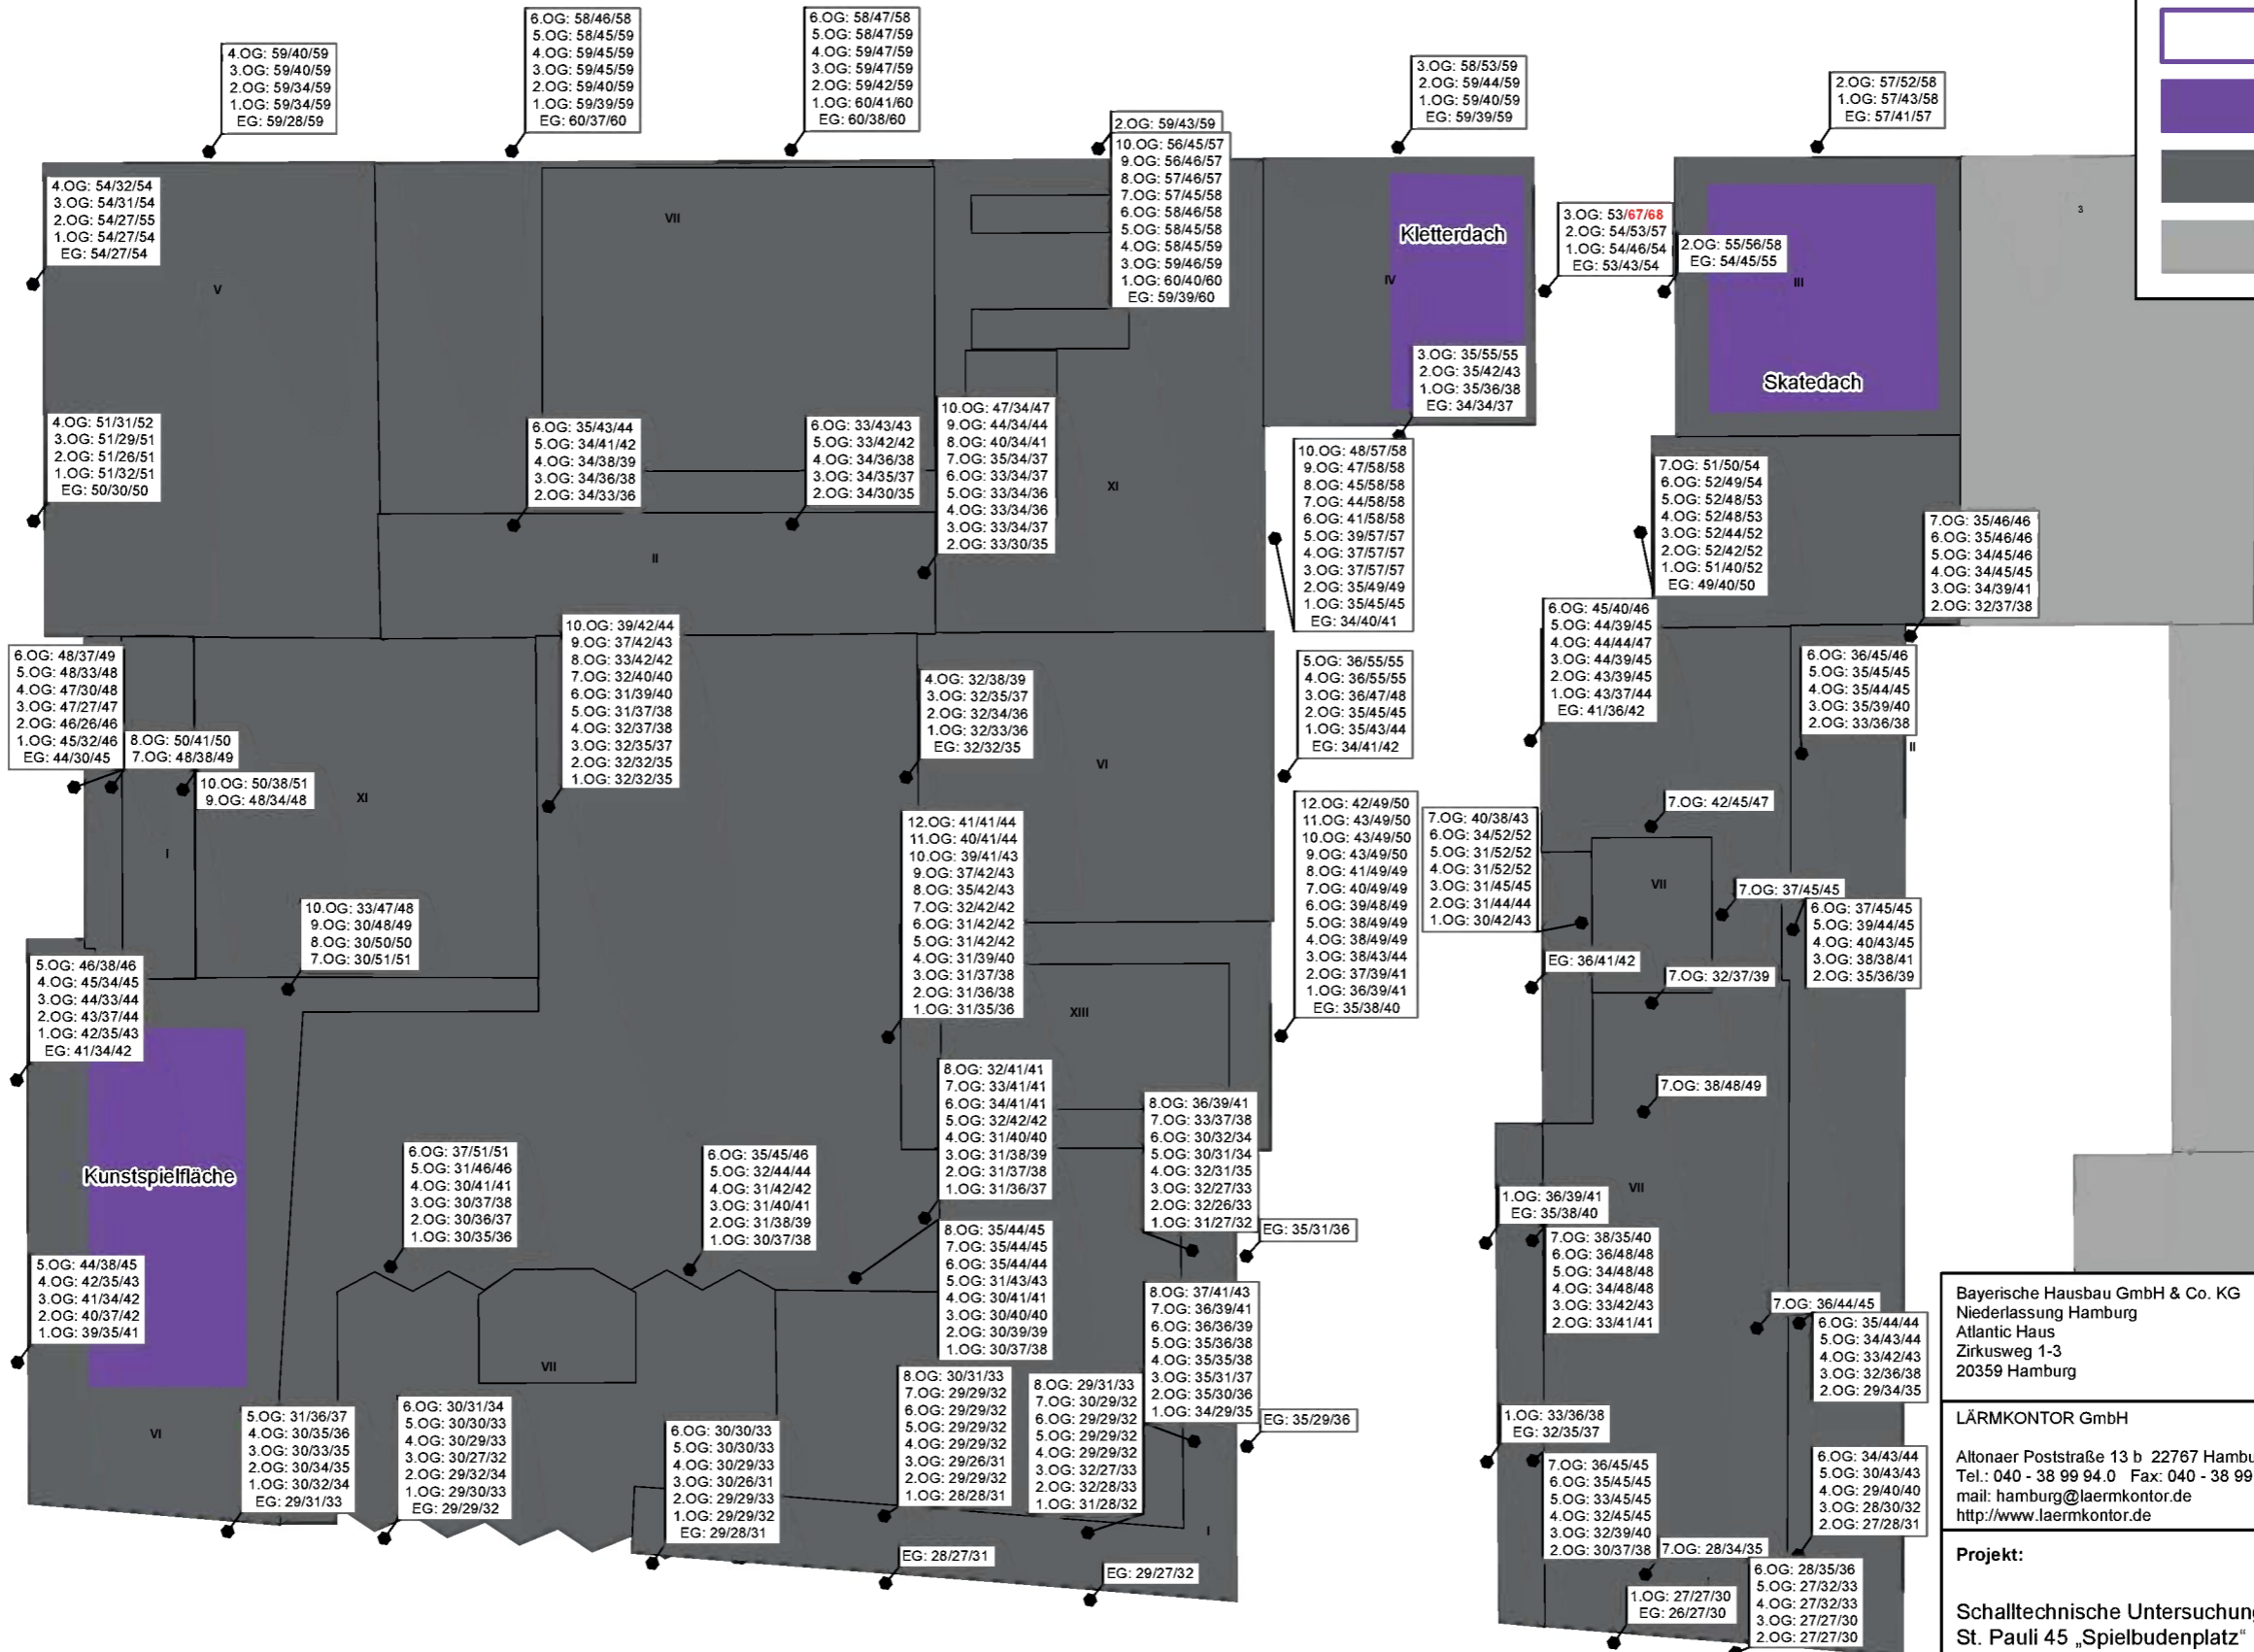 6.OG: 58/46/58
5.OG: 58/45/59
4.OG: 59/45/59
3.OG: 59/45/59
2.OG: 59/40/59
1.OG: 59/39/59
EG: 60/37/60
6.OG: 58/47/58
5.OG: 58/47/59
4.OG: 59/47/59
3.OG: 59/47/59
2.OG: 59/42/59
1.OG: 60/41/60
EG: 60/38/60
4.OG: 59/40/59
3.OG: 59/40/59
2.OG: 59/34/59
1.OG: 59/34/59
EG: 59/28/59
3.OG: 58/53/59
2.OG: 59/44/59
1.OG: 59/40/59
EG: 59/39/59
2.OG: 57/52/58
1.OG: 57/43/58
EG: 57/41/57
2.OG: 59/43/59
10.OG: 56/45/57
9.OG: 56/46/57
8.OG: 57/46/57
7.OG: 57/45/58
6.OG: 58/46/58
5.OG: 58/45/58
4.OG: 58/45/59
3.OG: 59/46/59
1.OG: 60/40/60
EG: 59/39/60
4.OG: 54/32/54
3.OG: 54/31/54
2.OG: 54/27/55
1.OG: 54/27/54
EG: 54/27/54
V
VII
Kletterdach
IV
3.OG: 53/67/68
2.OG: 54/53/57
1.OG: 54/46/54
EG: 53/43/54
2.OG: 55/56/58
EG: 54/45/55
III
3
Skatedach
3.OG: 35/55/55
2.OG: 35/42/43
1.OG: 35/36/38
EG: 34/34/37
4.OG: 51/31/52
3.OG: 51/29/51
2.OG: 51/26/51
1.OG: 51/32/51
EG: 50/30/50
6.OG: 35/43/44
5.OG: 34/41/42
4.OG: 34/38/39
3.OG: 34/36/38
2.OG: 34/33/36
6.OG: 33/43/43
5.OG: 33/42/42
4.OG: 34/36/38
3.OG: 34/35/37
2.OG: 34/30/35
10.OG: 47/34/47
9.OG: 44/34/44
8.OG: 40/34/41
7.OG: 35/34/37
6.OG: 33/34/37
5.OG: 33/34/36
4.OG: 33/34/36
3.OG: 33/34/37
2.OG: 33/30/35
XI
II
10.OG: 48/57/58
9.OG: 47/58/58
8.OG: 45/58/58
7.OG: 44/58/58
6.OG: 41/58/58
5.OG: 39/57/57
4.OG: 37/57/57
3.OG: 37/57/57
2.OG: 35/49/49
1.OG: 35/45/45
EG: 34/40/41
7.OG: 51/50/54
6.OG: 52/49/54
5.OG: 52/48/53
4.OG: 52/48/53
3.OG: 52/44/52
2.OG: 52/42/52
1.OG: 51/40/52
EG: 49/40/50
7.OG: 35/46/46
6.OG: 35/46/46
5.OG: 34/45/46
4.OG: 34/45/45
3.OG: 34/39/41
2.OG: 32/37/38
6.OG: 48/37/49
5.OG: 48/33/48
4.OG: 47/30/48
3.OG: 47/27/47
2.OG: 46/26/46
1.OG: 45/32/46
EG: 44/30/45
8.OG: 50/41/50
7.OG: 48/38/49
10.OG: 50/38/51
9.OG: 48/34/48
XI
I
10.OG: 39/42/44
9.OG: 37/42/43
8.OG: 33/42/42
7.OG: 32/40/40
6.OG: 31/39/40
5.OG: 31/37/38
4.OG: 32/37/38
3.OG: 32/35/37
2.OG: 32/32/35
1.OG: 32/32/35
4.OG: 32/38/39
3.OG: 32/35/37
2.OG: 32/34/36
1.OG: 32/33/36
EG: 32/32/35
VI
5.OG: 36/55/55
4.OG: 36/55/55
3.OG: 36/47/48
2.OG: 35/45/45
1.OG: 35/43/44
EG: 34/41/42
6.OG: 45/40/46
5.OG: 44/39/45
4.OG: 44/44/47
3.OG: 44/39/45
2.OG: 43/39/45
1.OG: 43/37/44
EG: 41/36/42
6.OG: 36/45/46
5.OG: 35/45/45
4.OG: 35/44/45
3.OG: 35/39/40
2.OG: 33/36/38
II
7.OG: 42/45/47
12.OG: 41/41/44
11.OG: 40/41/44
10.OG: 39/41/43
9.OG: 37/42/43
8.OG: 35/42/43
7.OG: 32/42/42
6.OG: 31/42/42
5.OG: 31/42/42
4.OG: 31/39/40
3.OG: 31/37/38
2.OG: 31/36/38
1.OG: 31/35/36
12.OG: 42/49/50
11.OG: 43/49/50
10.OG: 43/49/50
9.OG: 43/49/50
8.OG: 41/49/49
7.OG: 40/49/49
6.OG: 39/48/49
5.OG: 38/49/49
4.OG: 38/49/49
3.OG: 38/43/44
2.OG: 37/39/41
1.OG: 36/39/41
EG: 35/38/40
7.OG: 40/38/43
6.OG: 34/52/52
5.OG: 31/52/52
4.OG: 31/52/52
3.OG: 31/45/45
2.OG: 31/44/44
1.OG: 30/42/43
VII
7.OG: 37/45/45
6.OG: 37/45/45
5.OG: 39/44/45
4.OG: 40/43/45
3.OG: 38/38/41
2.OG: 35/36/39
10.OG: 33/47/48
9.OG: 30/48/49
8.OG: 30/50/50
7.OG: 30/51/51
EG: 36/41/42
7.OG: 32/37/39
XIII
5.OG: 46/38/46
4.OG: 45/34/45
3.OG: 44/33/44
2.OG: 43/37/44
1.OG: 42/35/43
EG: 41/34/42
7.OG: 38/48/49
8.OG: 32/41/41
7.OG: 33/41/41
6.OG: 34/41/41
5.OG: 32/42/42
4.OG: 31/40/40
3.OG: 31/38/39
2.OG: 31/37/38
1.OG: 31/36/37
8.OG: 36/39/41
7.OG: 33/37/38
6.OG: 30/32/34
5.OG: 30/31/34
4.OG: 32/31/35
3.OG: 32/27/33
2.OG: 32/26/33
1.OG: 31/27/32
EG: 35/31/36
Kunstspielfläche
6.OG: 37/51/51
5.OG: 31/46/46
4.OG: 30/41/41
3.OG: 30/37/38
2.OG: 30/36/37
1.OG: 30/35/36
6.OG: 35/45/46
5.OG: 32/44/44
4.OG: 31/42/42
3.OG: 31/40/41
2.OG: 31/38/39
1.OG: 30/37/38
VII
1.OG: 36/39/41
EG: 35/38/40
8.OG: 35/44/45
7.OG: 35/44/45
6.OG: 35/44/44
5.OG: 31/43/43
4.OG: 30/41/41
3.OG: 30/40/40
2.OG: 30/39/39
1.OG: 30/37/38
7.OG: 38/35/40
6.OG: 36/48/48
5.OG: 34/48/48
4.OG: 34/48/48
3.OG: 33/42/43
2.OG: 33/41/41
5.OG: 44/38/45
4.OG: 42/35/43
3.OG: 41/34/42
2.OG: 40/37/42
1.OG: 39/35/41
8.OG: 37/41/43
7.OG: 36/39/41
6.OG: 36/36/39
5.OG: 35/36/38
4.OG: 35/35/38
3.OG: 35/31/37
2.OG: 35/30/36
1.OG: 34/29/35
7.OG: 36/44/45
6.OG: 35/44/44
5.OG: 34/43/44
4.OG: 33/42/43
3.OG: 32/36/38
2.OG: 29/34/35
Bayerische Hausbau GmbH & Co. KG
Niederlassung Hamburg
Atlantic Haus
Zirkusweg 1-3
20359 Hamburg
VII
VI
5.OG: 31/36/37
4.OG: 30/35/36
3.OG: 30/33/35
2.OG: 30/34/35
1.OG: 30/32/34
EG: 29/31/33
6.OG: 30/31/34
5.OG: 30/30/33
4.OG: 30/29/33
3.OG: 30/27/32
2.OG: 29/32/34
1.OG: 29/30/33
EG: 29/29/32
6.OG: 30/30/33
5.OG: 30/30/33
4.OG: 30/29/33
3.OG: 30/26/31
2.OG: 29/29/33
1.OG: 29/29/32
EG: 29/28/31
8.OG: 30/31/33
7.OG: 29/29/32
6.OG: 29/29/32
5.OG: 29/29/32
4.OG: 29/29/32
3.OG: 29/26/31
2.OG: 29/29/32
1.OG: 28/28/31
8.OG: 29/31/33
7.OG: 30/29/32
6.OG: 29/29/32
5.OG: 29/29/32
4.OG: 29/29/32
3.OG: 32/27/33
2.OG: 32/28/33
1.OG: 31/28/32
EG: 35/29/36
1.OG: 33/36/38
EG: 32/35/37
7.OG: 36/45/45
6.OG: 35/45/45
5.OG: 33/45/45
4.OG: 32/45/45
3.OG: 32/39/40
2.OG: 30/37/38
6.OG: 34/43/44
5.OG: 30/43/43
4.OG: 29/40/40
3.OG: 28/30/32
2.OG: 27/28/31
LÄRMKONTOR GmbH
Altonaer Poststraße 13 b 22767 Hambu
Tel.: 040 - 38 99 94.0 Fax: 040 - 38 99
mail: hamburg@laermkontor.de
http://www.laermkontor.de
I
EG: 28/27/31
EG: 29/27/32
7.OG: 28/34/35
1.OG: 27/27/30
EG: 26/27/30
6.OG: 28/35/36
5.OG: 27/32/33
4.OG: 27/32/33
3.OG: 27/27/30
2.OG: 27/27/30
Projekt:
Schalltechnische Untersuchung
St. Pauli 45 „Spielbudenplatz“